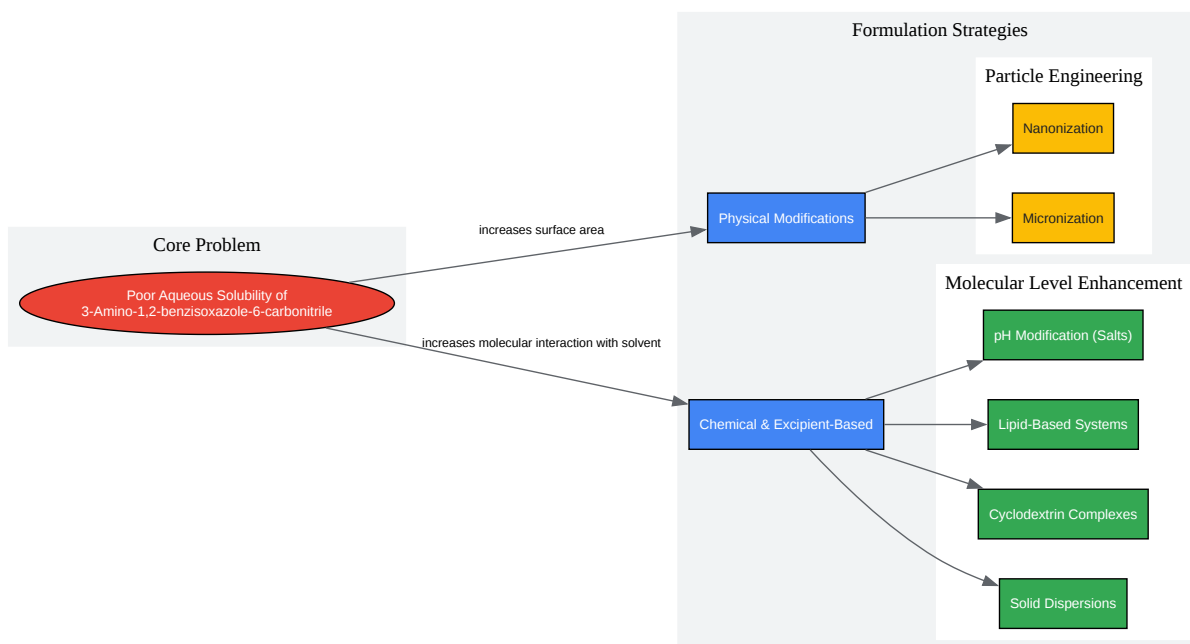 Formulation Strategies
Particle Engineering
Nanonization
Physical Modifications
Micronization
increases surface area
Core Problem
Poor Aqueous Solubility of
3-Amino-1,2-benzisoxazole-6-carbonitrile
increases molecular interaction with solvent
Molecular Level Enhancement
pH Modification (Salts)
Chemical & Excipient-Based
Lipid-Based Systems
Cyclodextrin Complexes
Solid Dispersions